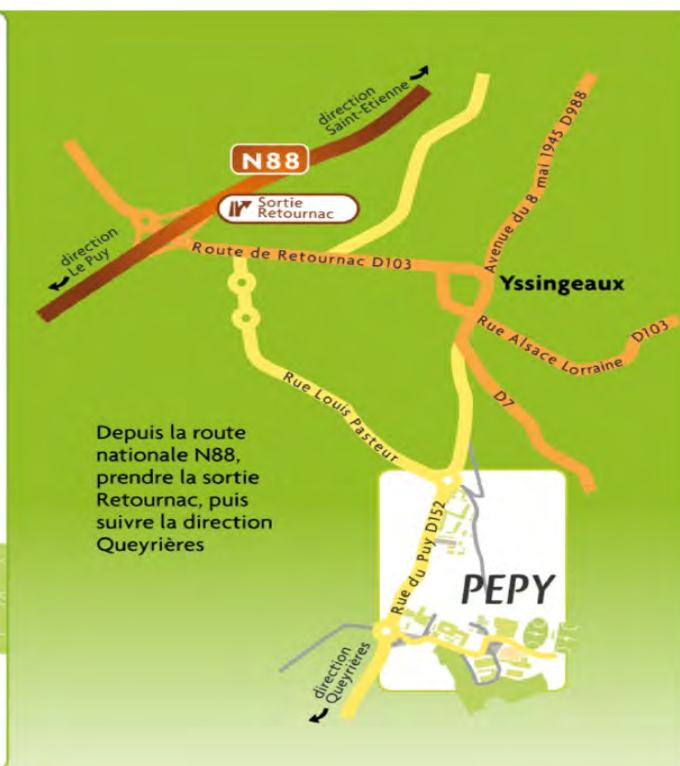 direction
Saint-Etienne
N88
Sortie
Retournac
direction
Le Puy
Route de Retournac D103
Avenue du 8 mai 1945 D988
Yssingeaux
Rue Alsace Lorraine
D103
D7
Rue Louis Pasteur
Depuis la route
nationale N88,
prendre la sortie
Retournac, puis
suivre la direction
Queyrières
Rue du Puy D152
PEPY
direction
Queyrières